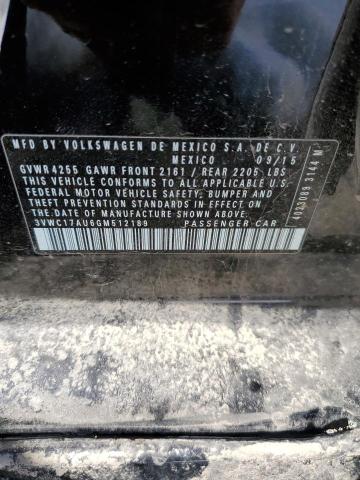 MFD BY VOLKSWAGEN DE MEXICO S.A. DE C.V.
MEXICO 09/15
GVWR 4255 GAWR FRONT 2161 / REAR 2205 LBS
THIS VEHICLE CONFORMS TO ALL APPLICABLE
FEDERAL MOTOR VEHICLE SAFETY, BUMPER AND
THEFT PREVENTION STANDARDS IN EFFECT ON
THE DATE OF MANUFACTURE SHOWN ABOVE
3VWC17AU6GM512189 PASSENGER CAR
4023089 3144 M